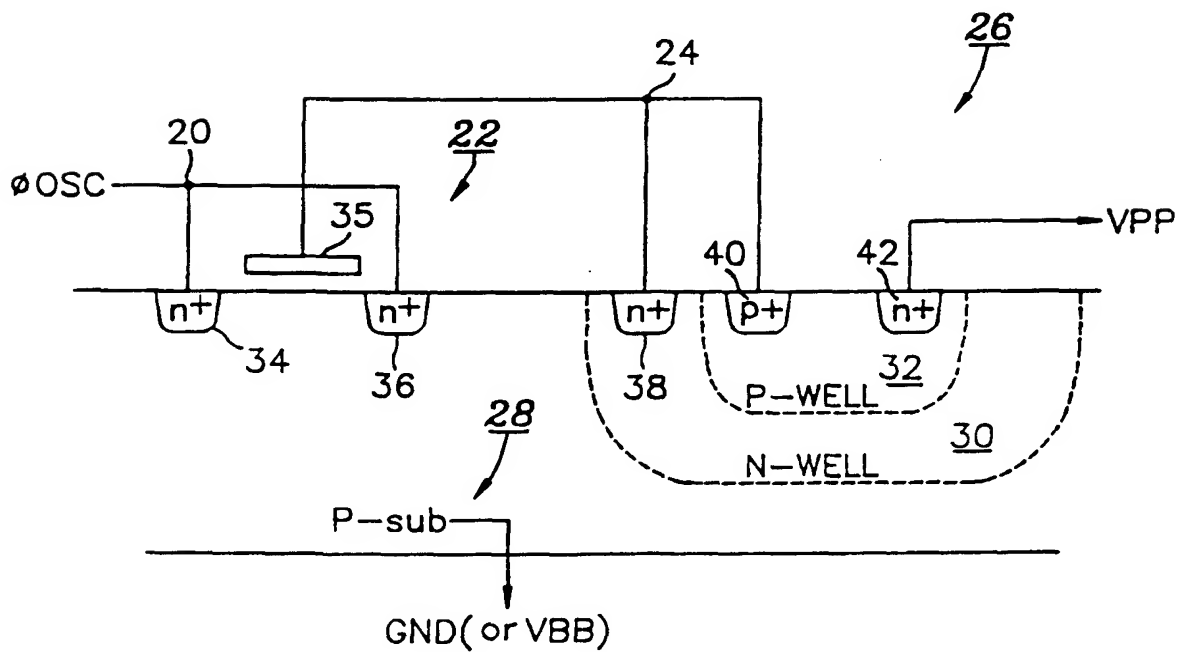 26
24
20
22
øOSC
35
VPP
40
42
n+
n+
n+
p+
n+
34
36
38
32
P-WELL
28
30
N-WELL
P-sub
GND(or VBB)